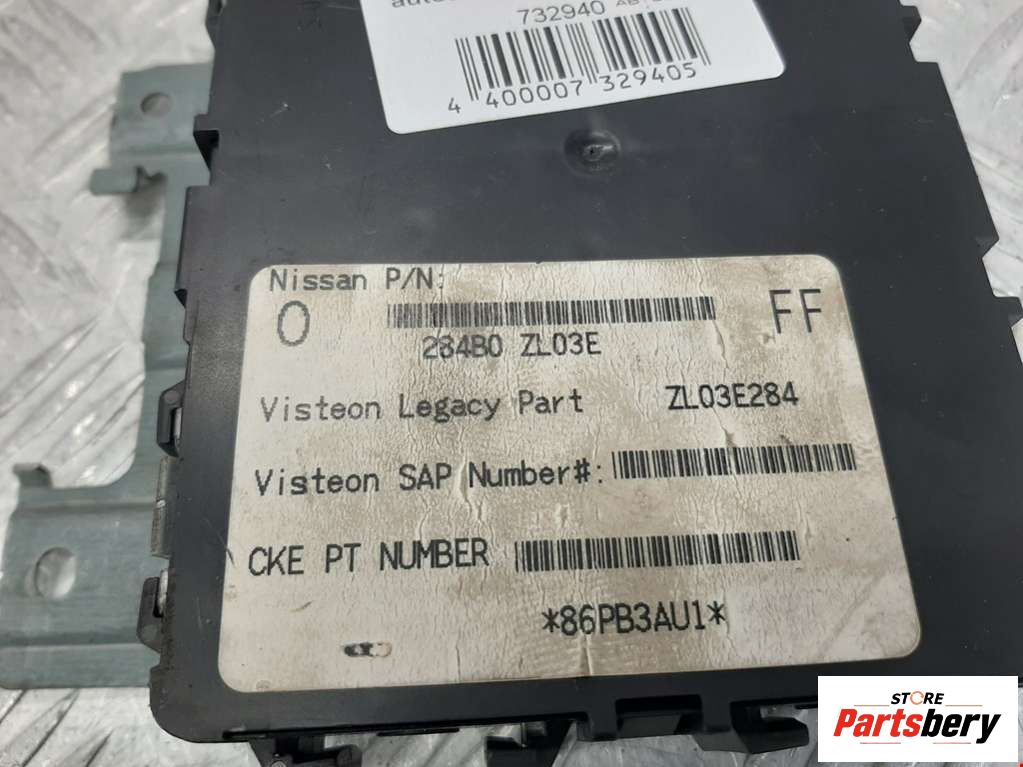 732940
4 400007 329405
Nissan P/N:
O FF
284B0 ZL03E
Visteon Legacy Part ZL03E284
Visteon SAP Number#:
CKE PT NUMBER
*86PB3AU1*
STORE
Partsbery